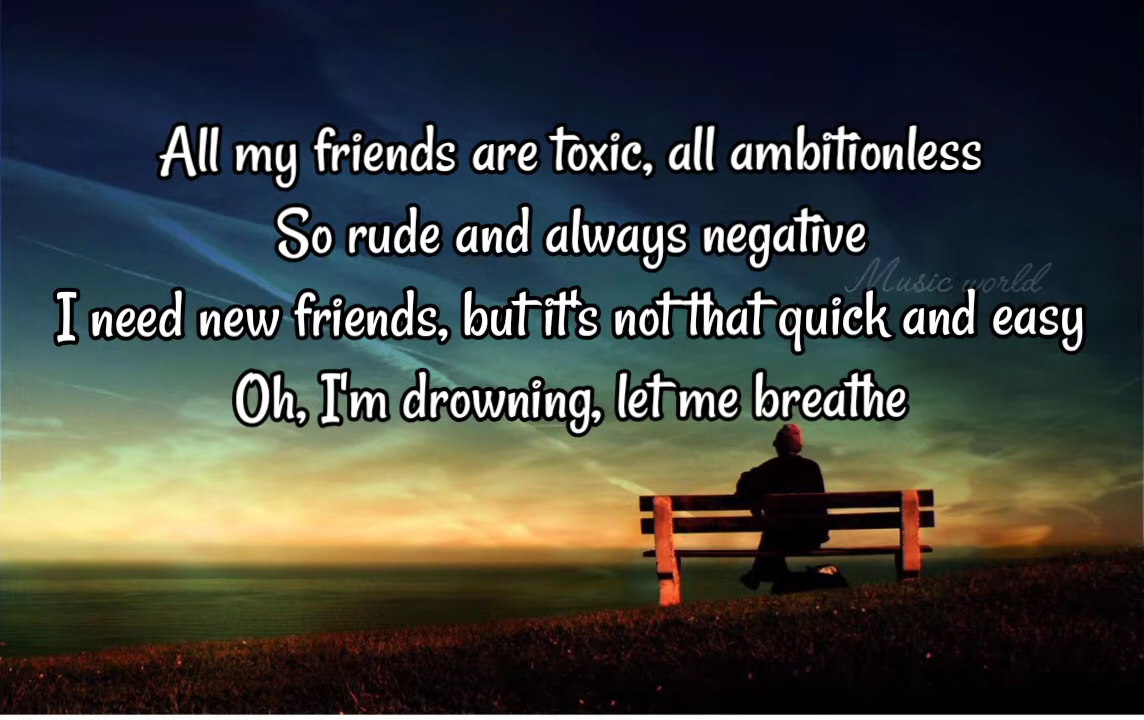 All my friends are toxic, all ambitionless
So rude and always negative
Music world
I need new friends, but it's not that quick and easy
Oh, I'm drowning, let me breathe